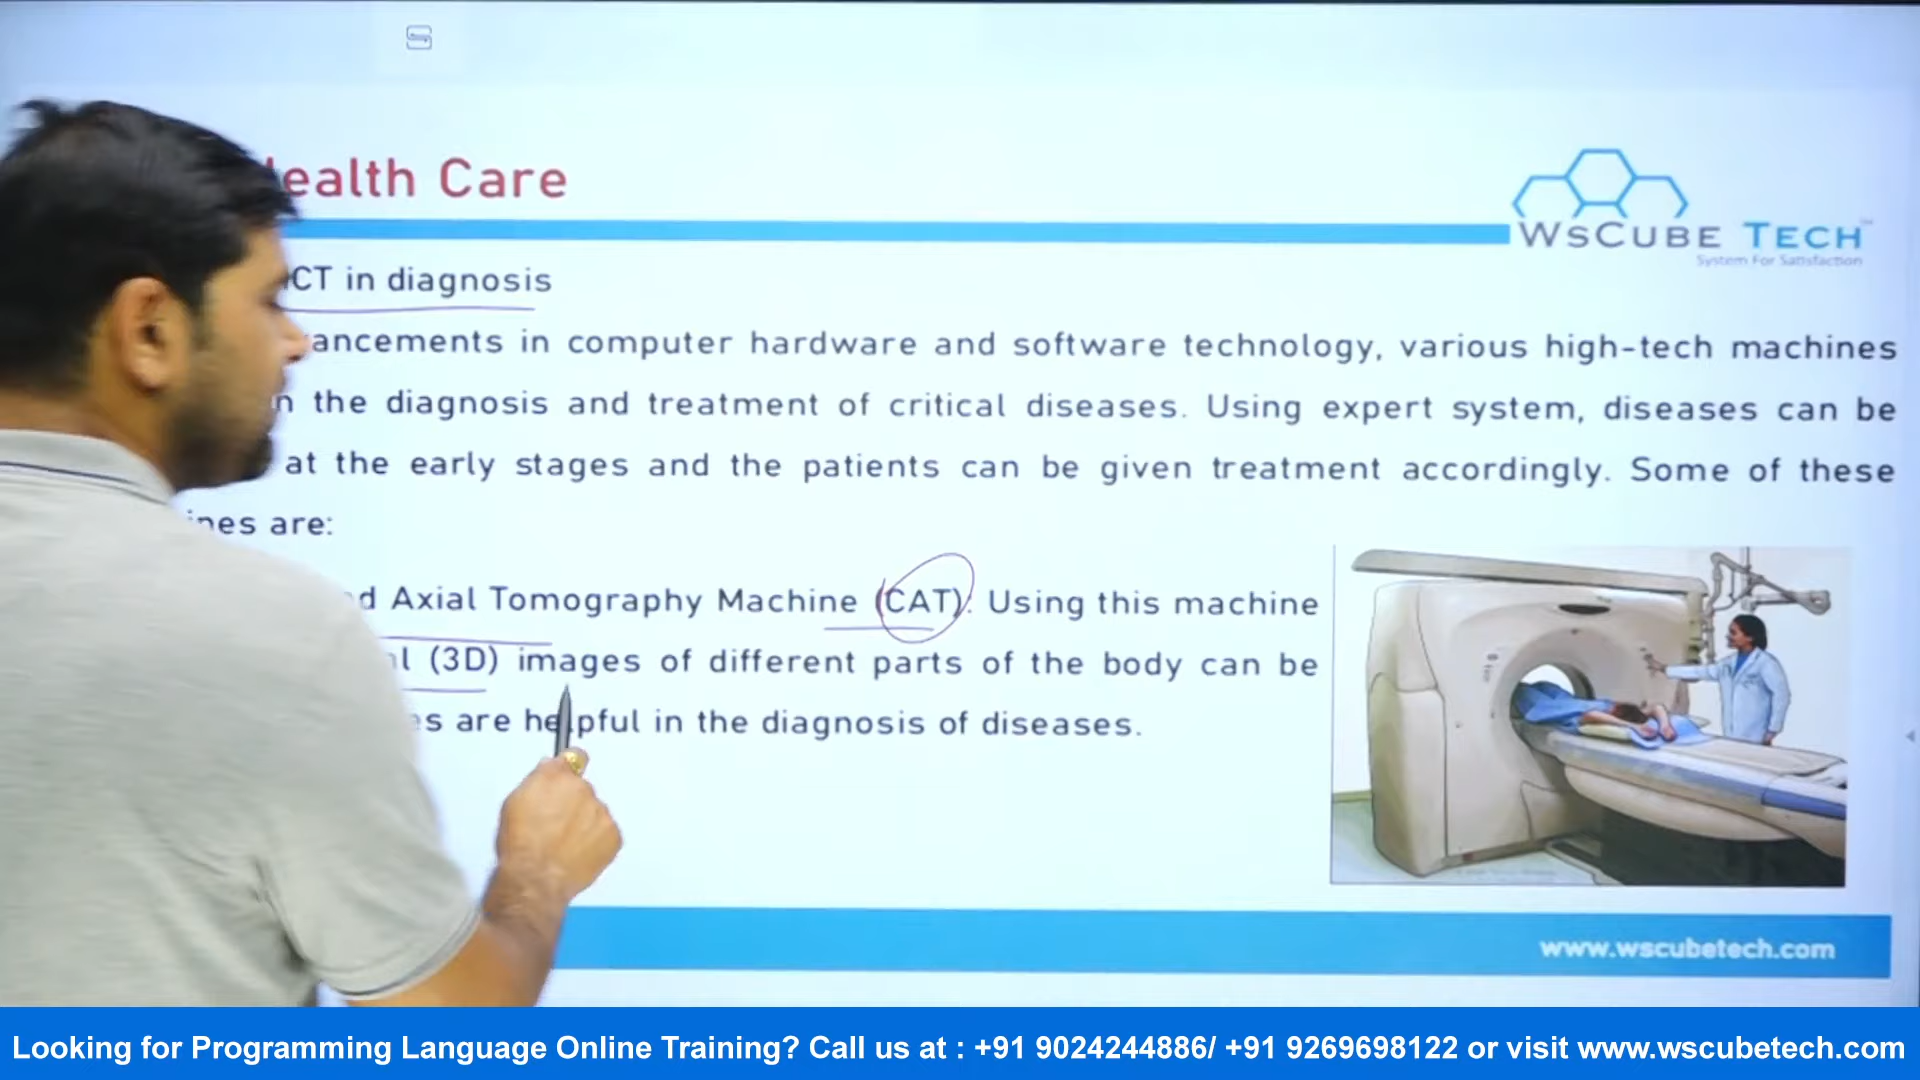 ealth Care
WSCUBE TECH
System For Satisfaction
CT in diagnosis
ancements in computer hardware and software technology, various high-tech machines
n the diagnosis and treatment of critical diseases. Using expert system, diseases can be
at the early stages and the patients can be given treatment accordingly. Some of these
ines are:
d Axial Tomography Machine (CAT). Using this machine
l (3D) images of different parts of the body can be
s are helpful in the diagnosis of diseases.
www.wscubetech.com
Looking for Programming Language Online Training? Call us at : +91 9024244886/ +91 9269698122 or visit www.wscubetech.com